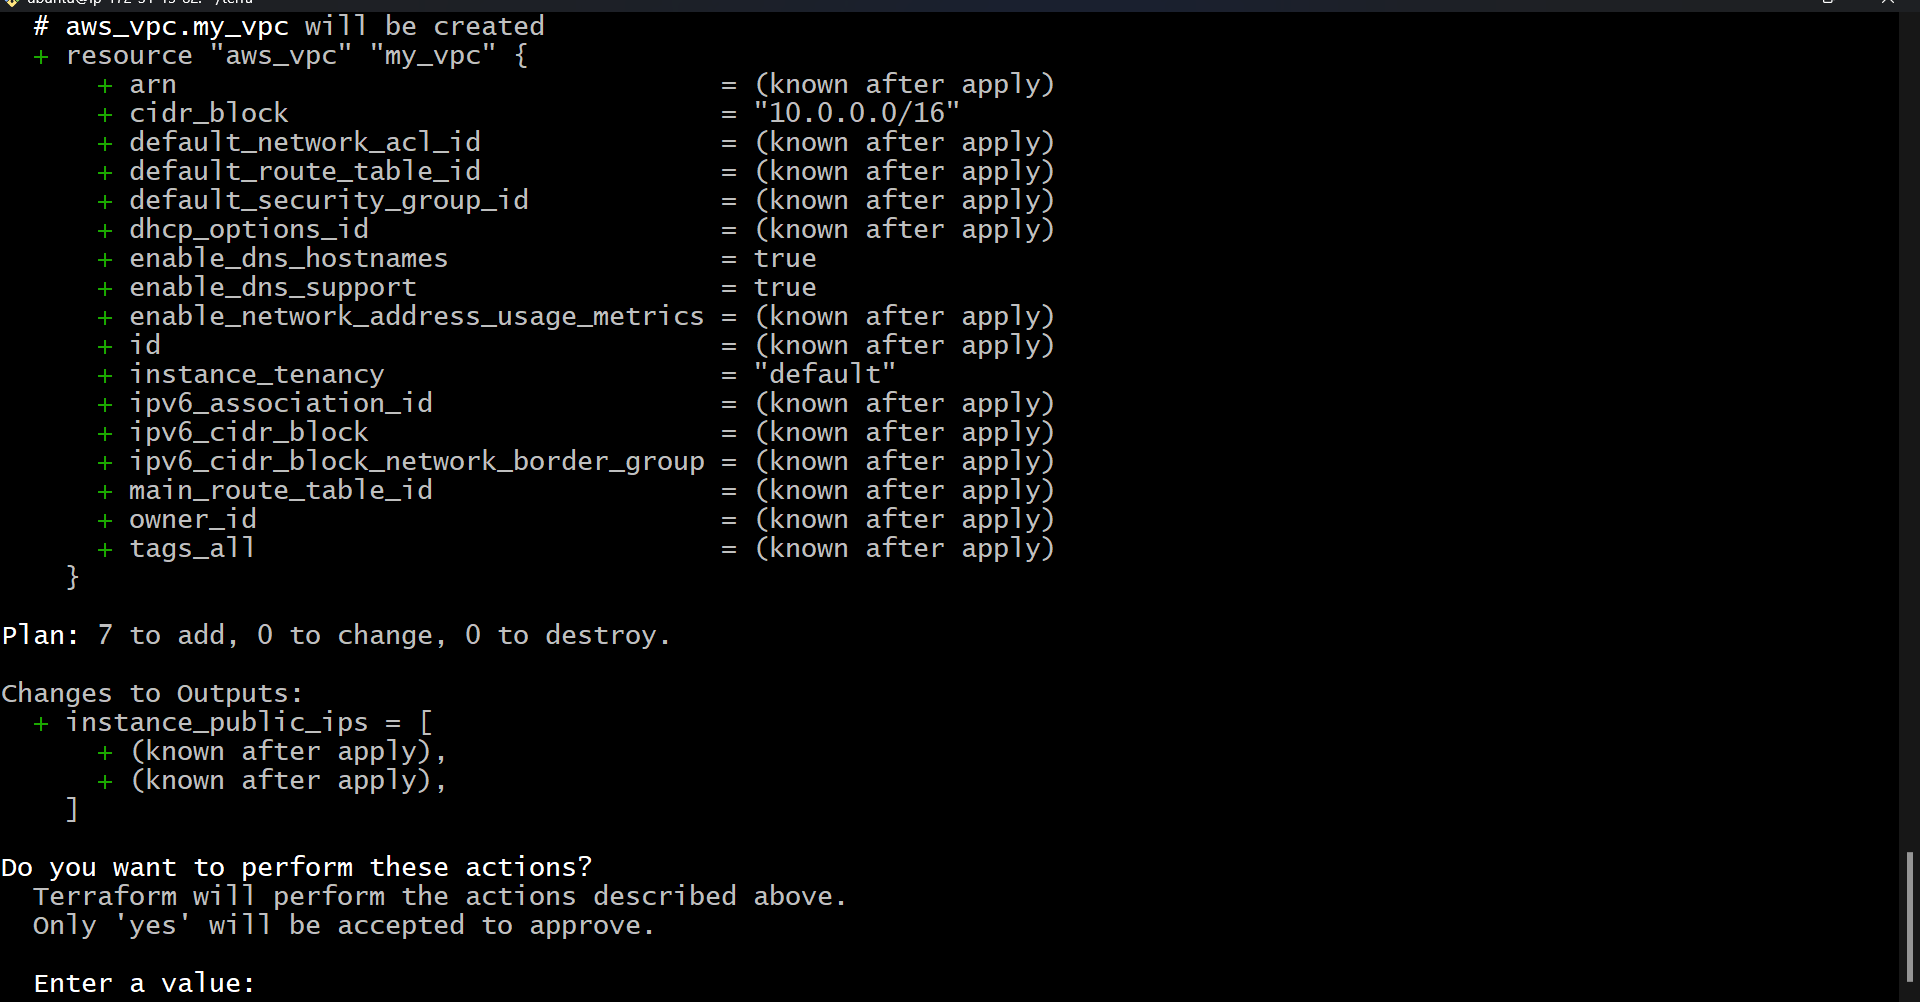 # aws_vpc.my_vpc will be created
+ resource "aws_vpc" "my_vpc" {
+ arn = (known after apply)
+ cidr_block = "10.0.0.0/16"
+ default_network_acl_id = (known after apply)
+ default_route_table_id = (known after apply)
+ default_security_group_id = (known after apply)
+ dhcp_options_id = (known after apply)
+ enable_dns_hostnames = true
+ enable_dns_support = true
+ enable_network_address_usage_metrics = (known after apply)
+ id = (known after apply)
+ instance_tenancy = "default"
+ ipv6_association_id = (known after apply)
+ ipv6_cidr_block = (known after apply)
+ ipv6_cidr_block_network_border_group = (known after apply)
+ main_route_table_id = (known after apply)
+ owner_id = (known after apply)
+ tags_all = (known after apply)
}
Plan: 7 to add, 0 to change, 0 to destroy.
Changes to Outputs:
+ instance_public_ips = [
+ (known after apply),
+ (known after apply),
]
Do you want to perform these actions?
Terraform will perform the actions described above.
Only 'yes' will be accepted to approve.
Enter a value: